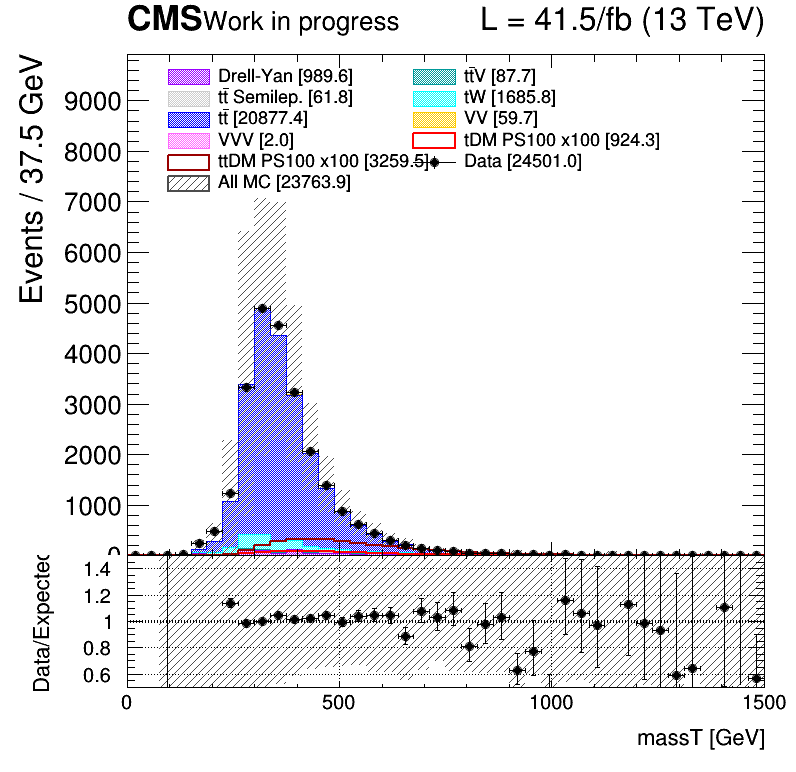 CMS Work in progress L = 41.5/fb (13 TeV)
Drell-Yan [989.6] tt̄V [87.7]
tt̄ Semilep. [61.8] tW [1685.8]
tt̄ [20877.4] VV [59.7]
VVV [2.0] tDM PS100 x100 [924.3]
ttDM PS100 x100 [3259.5] Data [24501.0]
All MC [23763.9]
Events / 37.5 GeV
9000
8000
7000
6000
5000
4000
3000
2000
1000
0
Data/Expected
1.4
1.2
1
0.8
0.6
0 500 1000 1500
massT [GeV]